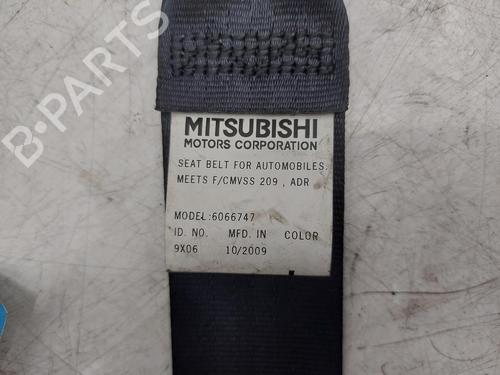 B-PARTS
MITSUBISHI
MOTORS CORPORATION
SEAT BELT FOR AUTOMOBILES.
MEETS F/CMVSS 209 , ADR
MODEL:6066747
ID. NO. MFD. IN COLOR
9X06 10/2009